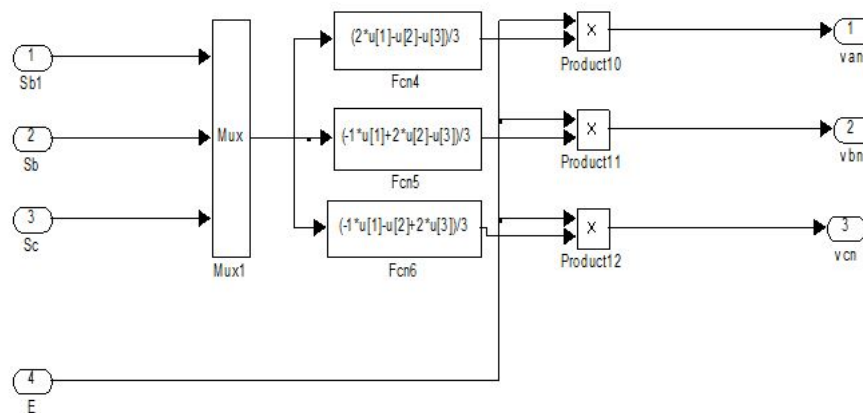 1
Sb1
2
Sb
3
Sc
4
E
Mux
Mux1
(2*u[1]-u[2]-u[3])/3
Fcn4
(-1*u[1]+2*u[2]-u[3])/3
Fcn5
(-1*u[1]-u[2]+2*u[3])/3
Fcn6
X
Product10
X
Product11
X
Product12
1
van
2
vbn
3
vcn